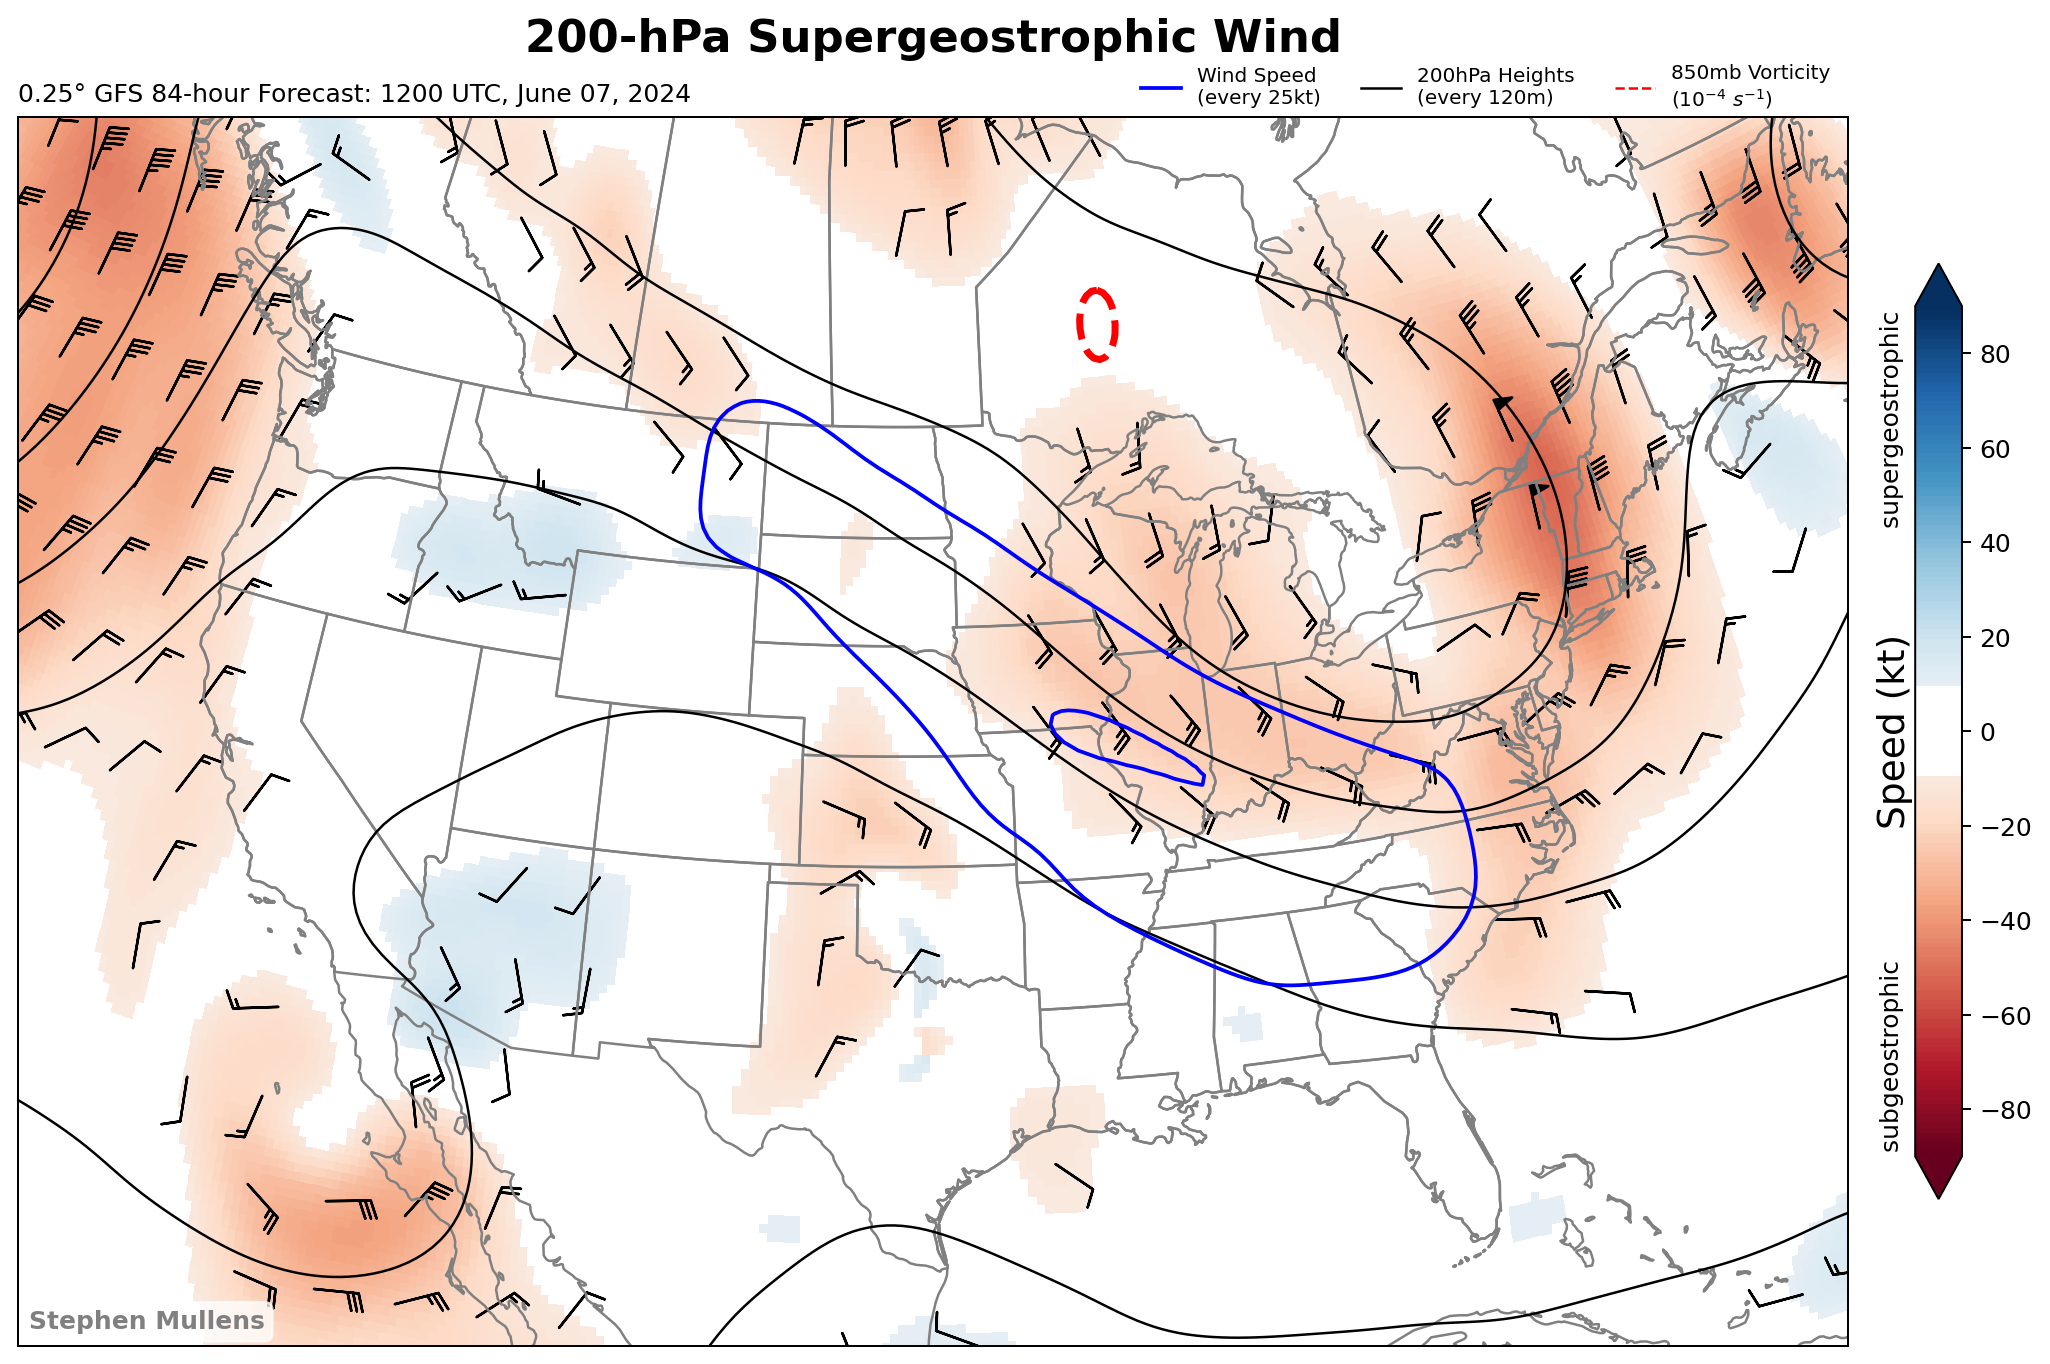 200-hPa Supergeostrophic Wind
0.25° GFS 84-hour Forecast: 1200 UTC, June 07, 2024
Wind Speed
(every 25kt)
200hPa Heights
(every 120m)
850mb Vorticity
(10⁻⁴ s⁻¹)
supergeostrophic
Speed (kt)
subgeostrophic
80
60
40
20
0
−20
−40
−60
−80
Stephen Mullens